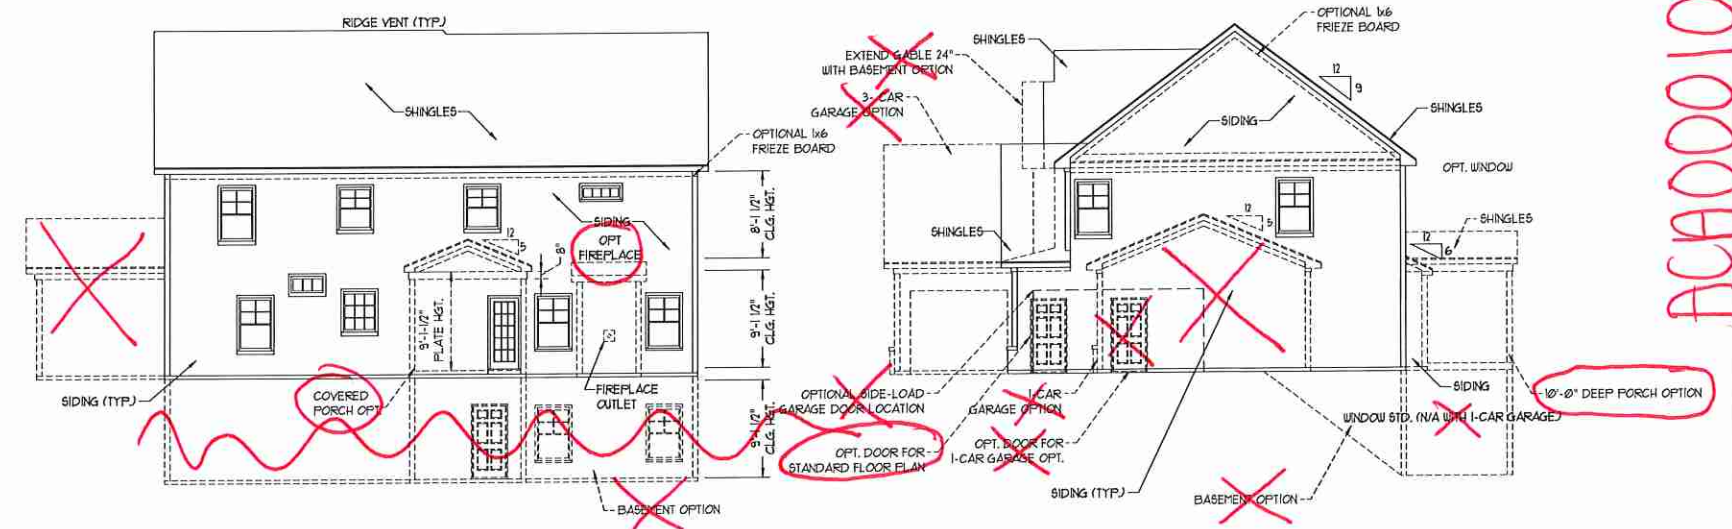 RIDGE VENT (TYP.)
SHINGLES
OPTIONAL 1x6
FRIEZE BOARD
8'-1 1/2"
CLG. HGT.
SIDING
OPT
FIREPLACE
12
5
8"
9'-1-1/2"
PLATE HGT.
9'-1 1/2"
CLG. HGT.
SIDING (TYP.)
COVERED
PORCH OPT.
FIREPLACE
OUTLET
9'-1 1/2"
CLG. HGT.
BASEMENT OPTION
OPTIONAL 1x6
FRIEZE BOARD
SHINGLES
EXTEND GABLE 24"
WITH BASEMENT OPTION
3-CAR
GARAGE OPTION
12
9
SHINGLES
SIDING
OPT. WINDOW
12
5
SHINGLES
SHINGLES
12
6
OPTIONAL SIDE-LOAD
GARAGE DOOR LOCATION
1-CAR
GARAGE OPTION
SIDING
10'-0" DEEP PORCH OPTION
WINDOW STD. (N/A WITH 1-CAR GARAGE)
OPT. DOOR FOR
STANDARD FLOOR PLAN
OPT. DOOR FOR
1-CAR GARAGE OPT.
SIDING (TYP.)
BASEMENT OPTION